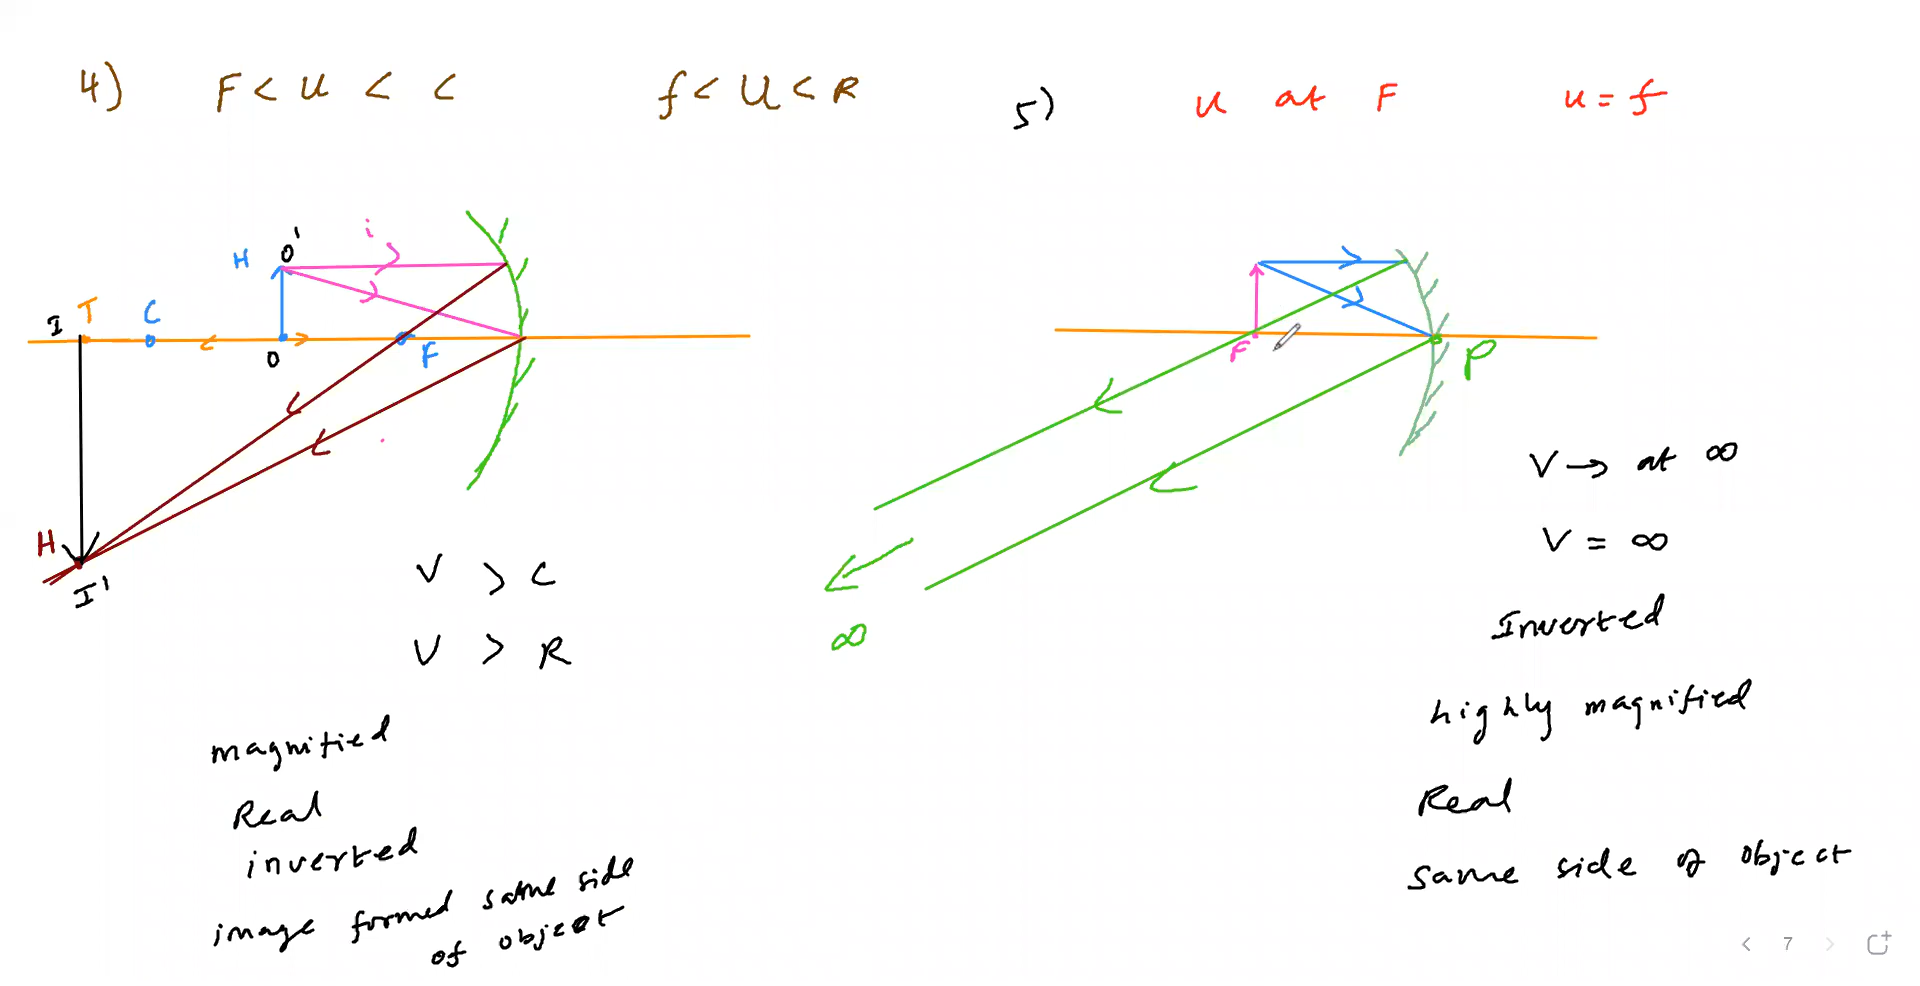 4) F < u < C f < U < R
i
H O'
I T C
O F
H
I'
V > C
V > R
magnified
Real
inverted
image formed same side
of object
5) u at F u = f
F P
∞
V → at ∞
V = ∞
Inverted
highly magnified
Real
Same side of object
7